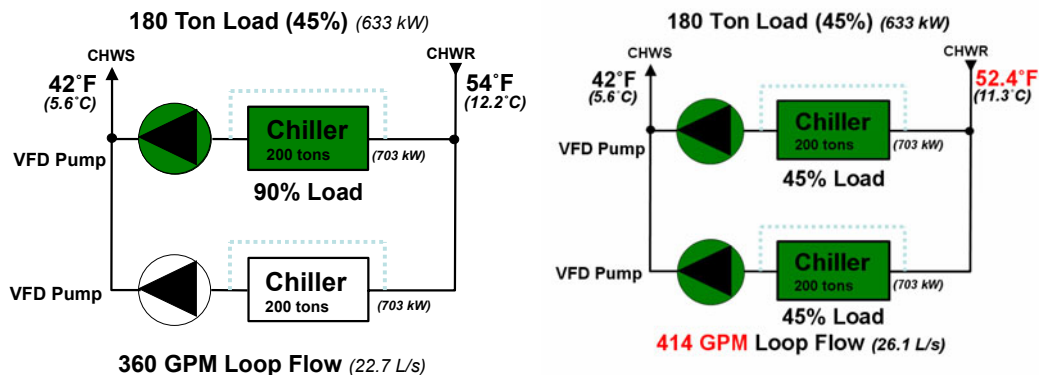 180 Ton Load (45%) (633 kW)
CHWS
CHWR
42°F
(5.6°C)
54°F
(12.2°C)
Chiller
200 tons
(703 kW)
VFD Pump
90% Load
Chiller
200 tons
(703 kW)
VFD Pump
360 GPM Loop Flow (22.7 L/s)
180 Ton Load (45%) (633 kW)
CHWS
CHWR
42°F
(5.6°C)
52.4°F
(11.3°C)
Chiller
200 tons
(703 kW)
VFD Pump
45% Load
Chiller
200 tons
(703 kW)
VFD Pump
45% Load
414 GPM Loop Flow (26.1 L/s)